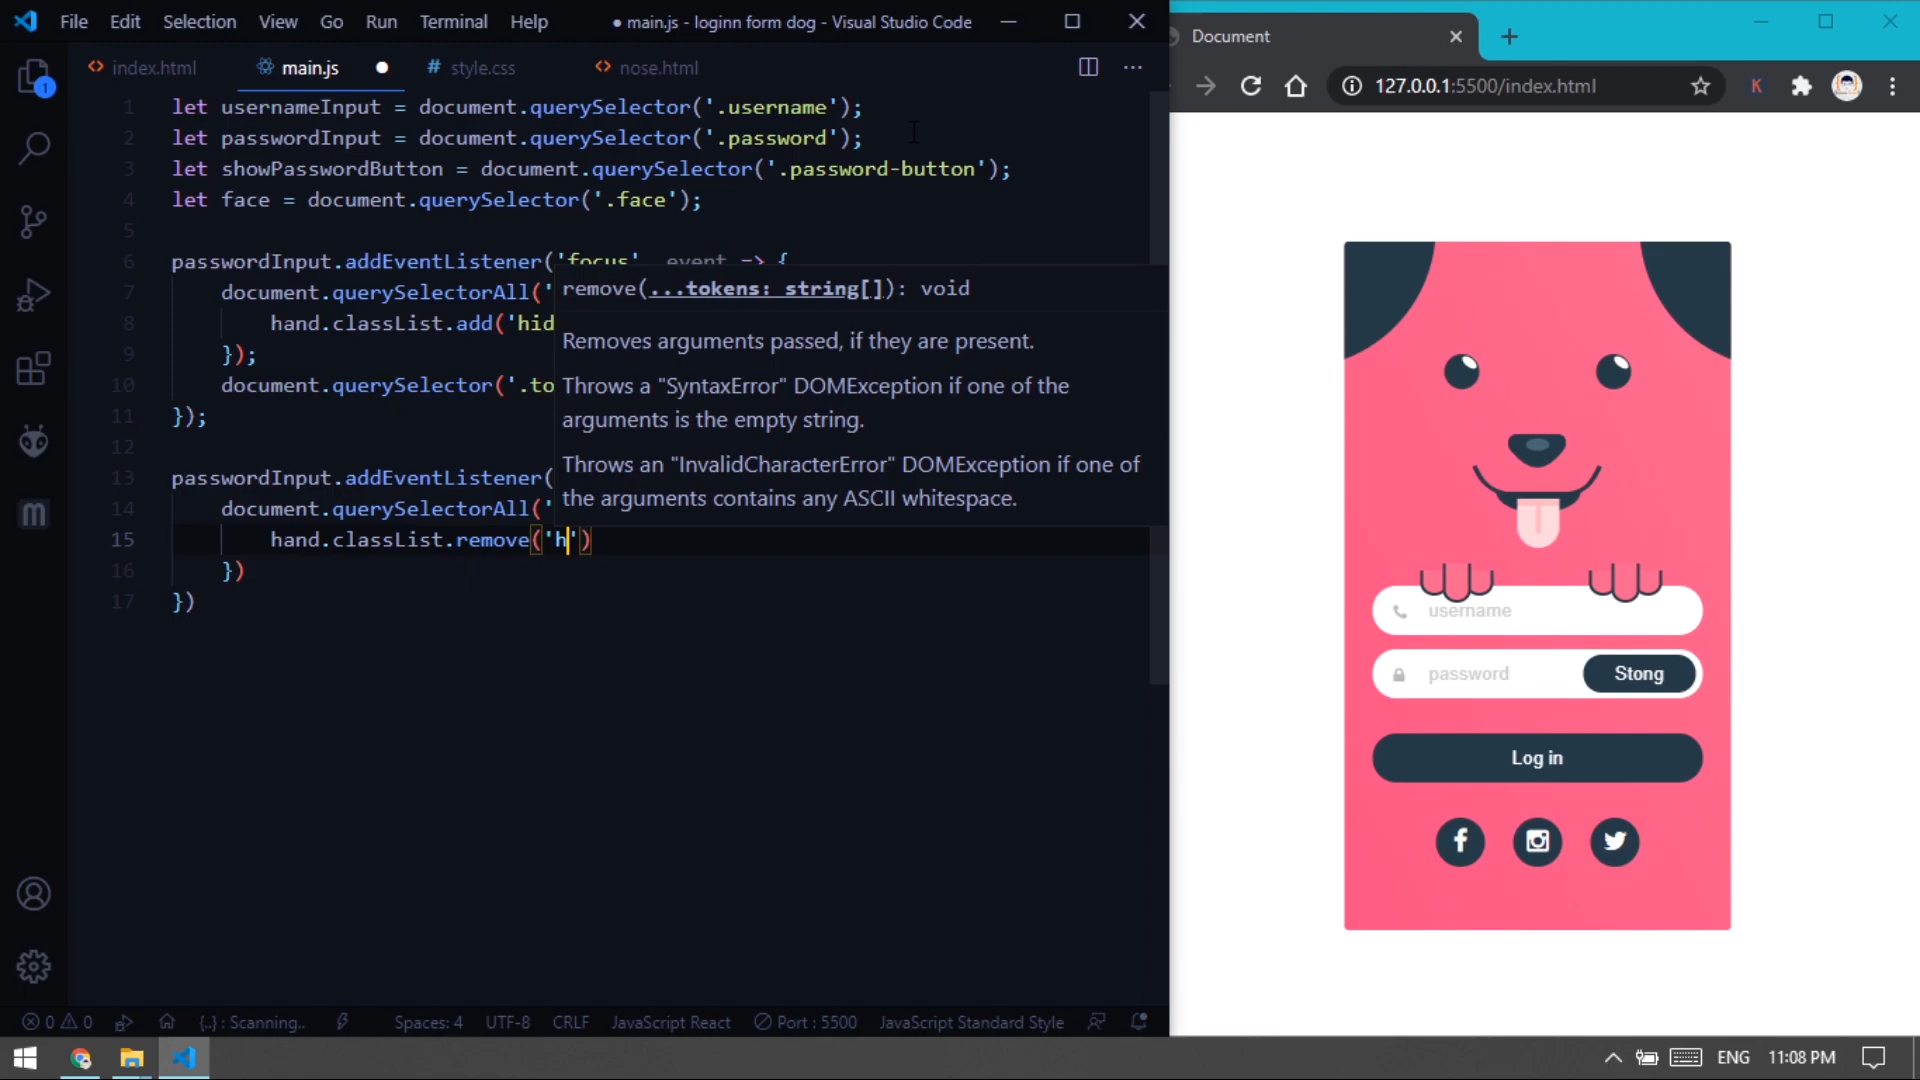 File Edit Selection View Go Run Terminal Help ● main.js - loginn form dog - Visual Studio Code
index.html main.js style.css nose.html
1 let usernameInput = document.querySelector('.username');
2 let passwordInput = document.querySelector('.password');
3 let showPasswordButton = document.querySelector('.password-button');
4 let face = document.querySelector('.face');
5
6 passwordInput.addEventListener('focus', event => {
7 document.querySelectorAll('
8 hand.classList.add('hid
9 });
10 document.querySelector('.to
11 });
12
13 passwordInput.addEventListener(
14 document.querySelectorAll('
15 hand.classList.remove('h')
16 })
17 })
remove(...tokens: string[]): void
Removes arguments passed, if they are present.
Throws a "SyntaxError" DOMException if one of the
arguments is the empty string.
Throws an "InvalidCharacterError" DOMException if one of
the arguments contains any ASCII whitespace.
1
m
0 0 {..} : Scanning.. Spaces: 4 UTF-8 CRLF JavaScript React Port : 5500 JavaScript Standard Style
Document
127.0.0.1:5500/index.html
K
username
password Stong
Log in
ENG 11:08 PM